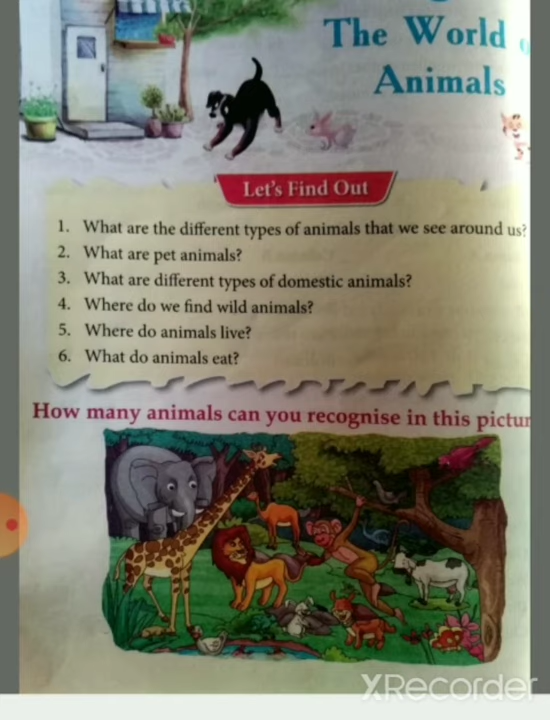 The World
Animals
Let's Find Out
1. What are the different types of animals that we see around us?
2. What are pet animals?
3. What are different types of domestic animals?
4. Where do we find wild animals?
5. Where do animals live?
6. What do animals eat?
How many animals can you recognise in this pictur
XRecorder